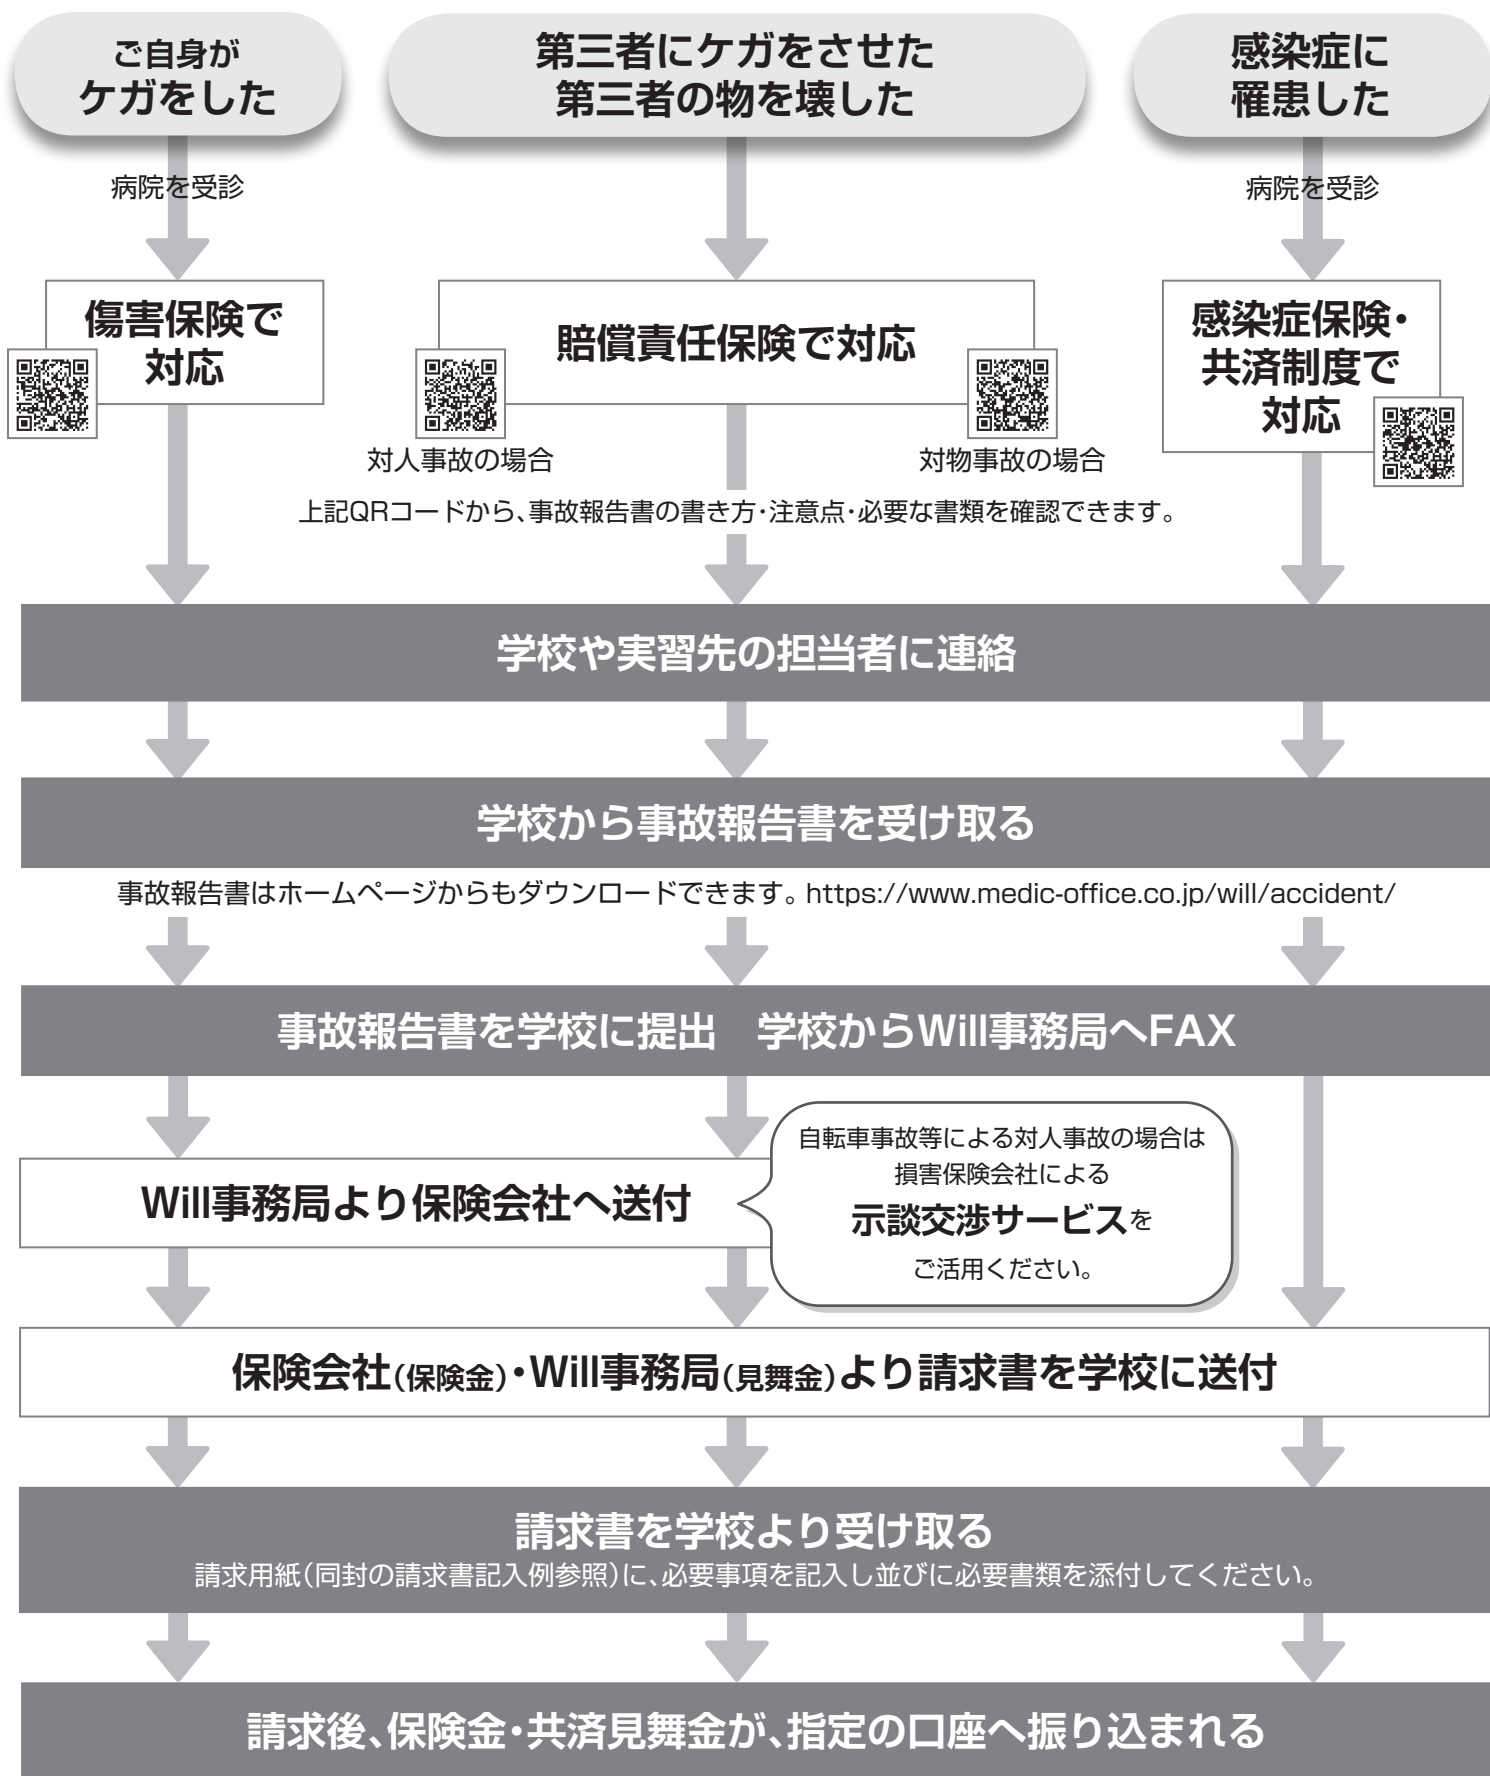 ご自身が
ケガをした
第三者にケガをさせた
第三者の物を壊した
感染症に
罹患した
病院を受診
病院を受診
傷害保険で
対応
賠償責任保険で対応
感染症保険・
共済制度で
対応
対人事故の場合
対物事故の場合
上記QRコードから、事故報告書の書き方・注意点・必要な書類を確認できます。
学校や実習先の担当者に連絡
学校から事故報告書を受け取る
事故報告書はホームページからもダウンロードできます。https://www.medic-office.co.jp/will/accident/
事故報告書を学校に提出　学校からWill事務局へFAX
Will事務局より保険会社へ送付
自転車事故等による対人事故の場合は
損害保険会社による
示談交渉サービスを
ご活用ください。
保険会社(保険金)・Will事務局(見舞金)より請求書を学校に送付
請求書を学校より受け取る
請求用紙(同封の請求書記入例参照)に、必要事項を記入し並びに必要書類を添付してください。
請求後、保険金・共済見舞金が、指定の口座へ振り込まれる